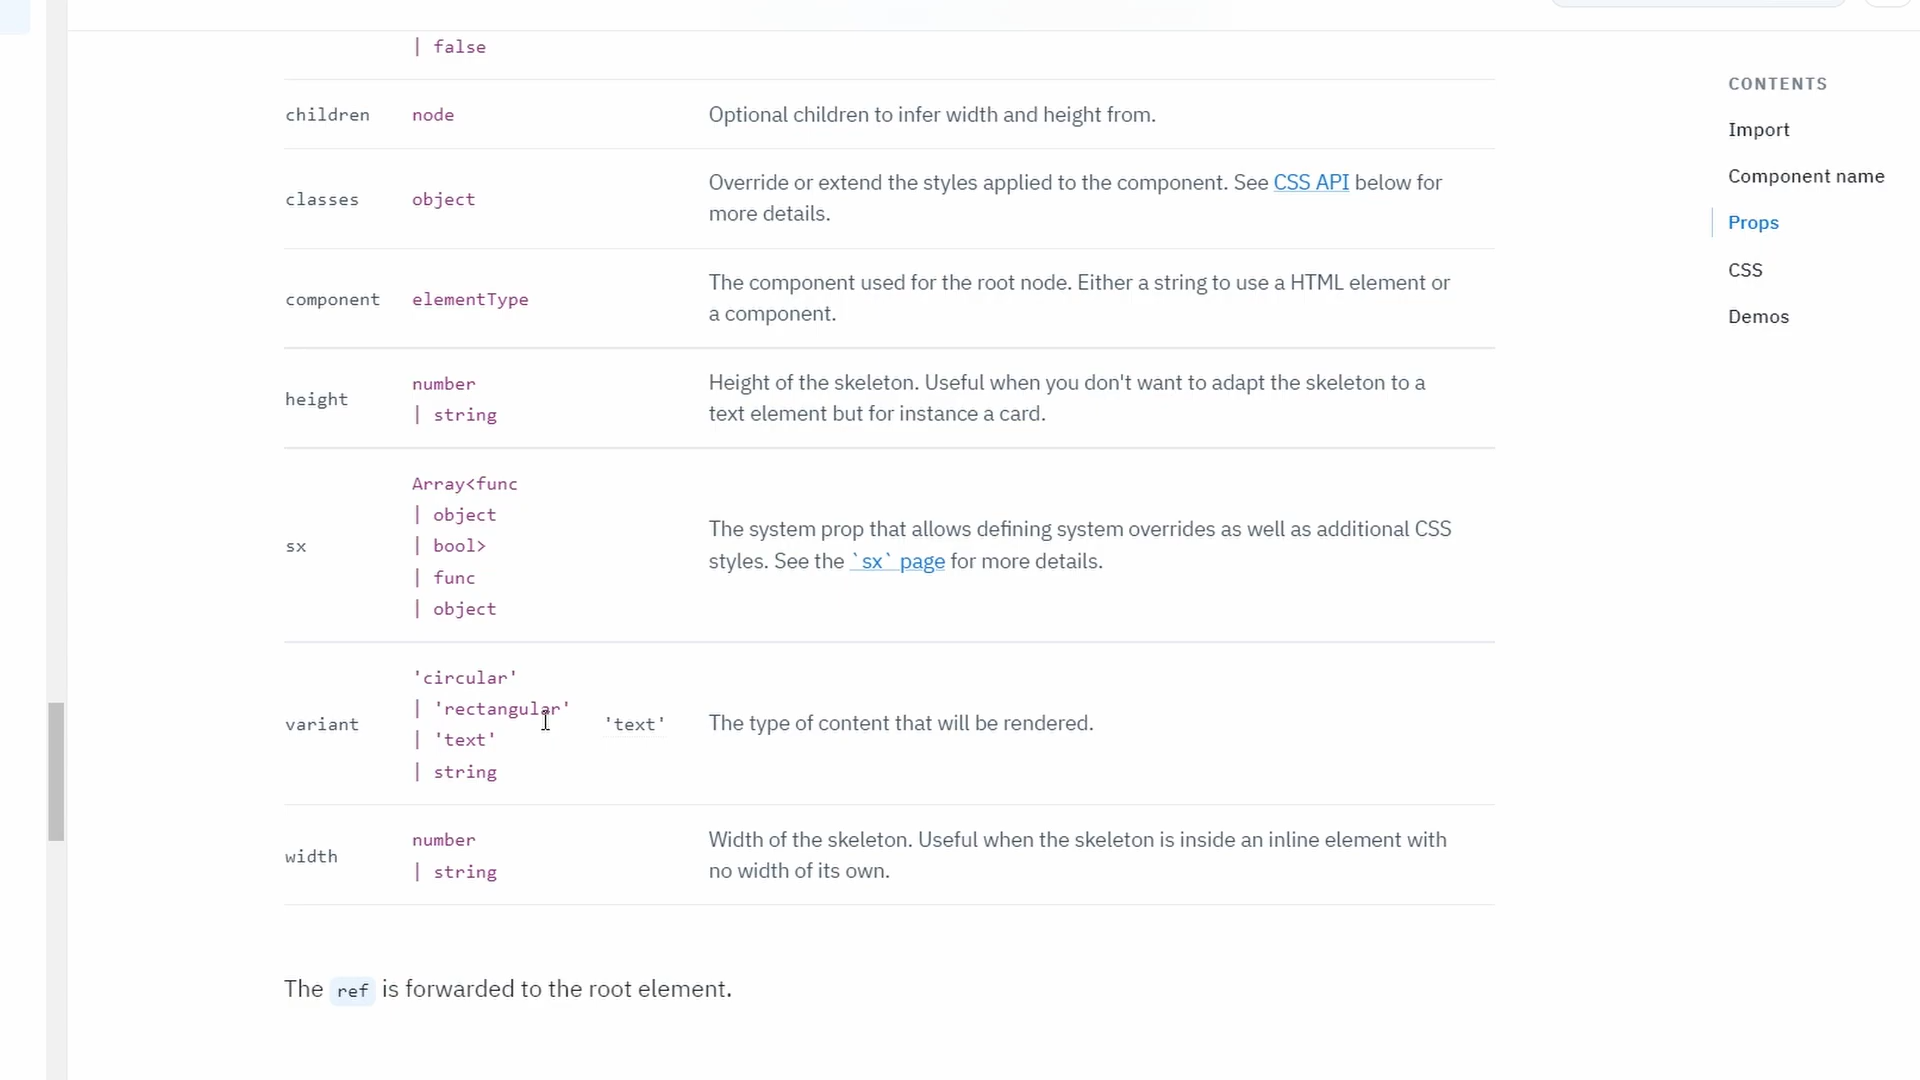 | false
children node Optional children to infer width and height from.
classes object Override or extend the styles applied to the component. See CSS API below for
more details.
component elementType The component used for the root node. Either a string to use a HTML element or
a component.
height number | string Height of the skeleton. Useful when you don't want to adapt the skeleton to a
text element but for instance a card.
sx Array<func
| object
| bool>
| func
| object
The system prop that allows defining system overrides as well as additional CSS
styles. See the `sx` page for more details.
variant 'circular'
| 'rectangular'
| 'text'
| string
'text' The type of content that will be rendered.
width number | string Width of the skeleton. Useful when the skeleton is inside an inline element with
no width of its own.
The ref is forwarded to the root element.
CONTENTS
Import
Component name
Props
CSS
Demos